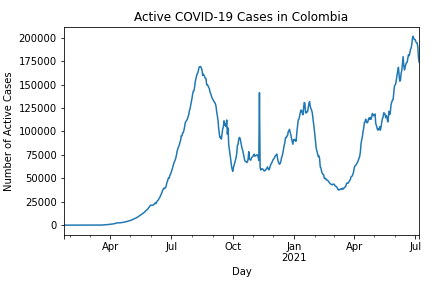 Active COVID-19 Cases in Colombia
Number of Active Cases
200000
175000
150000
125000
100000
75000
50000
25000
0
Apr Jul Oct Jan Apr Jul
2021
Day